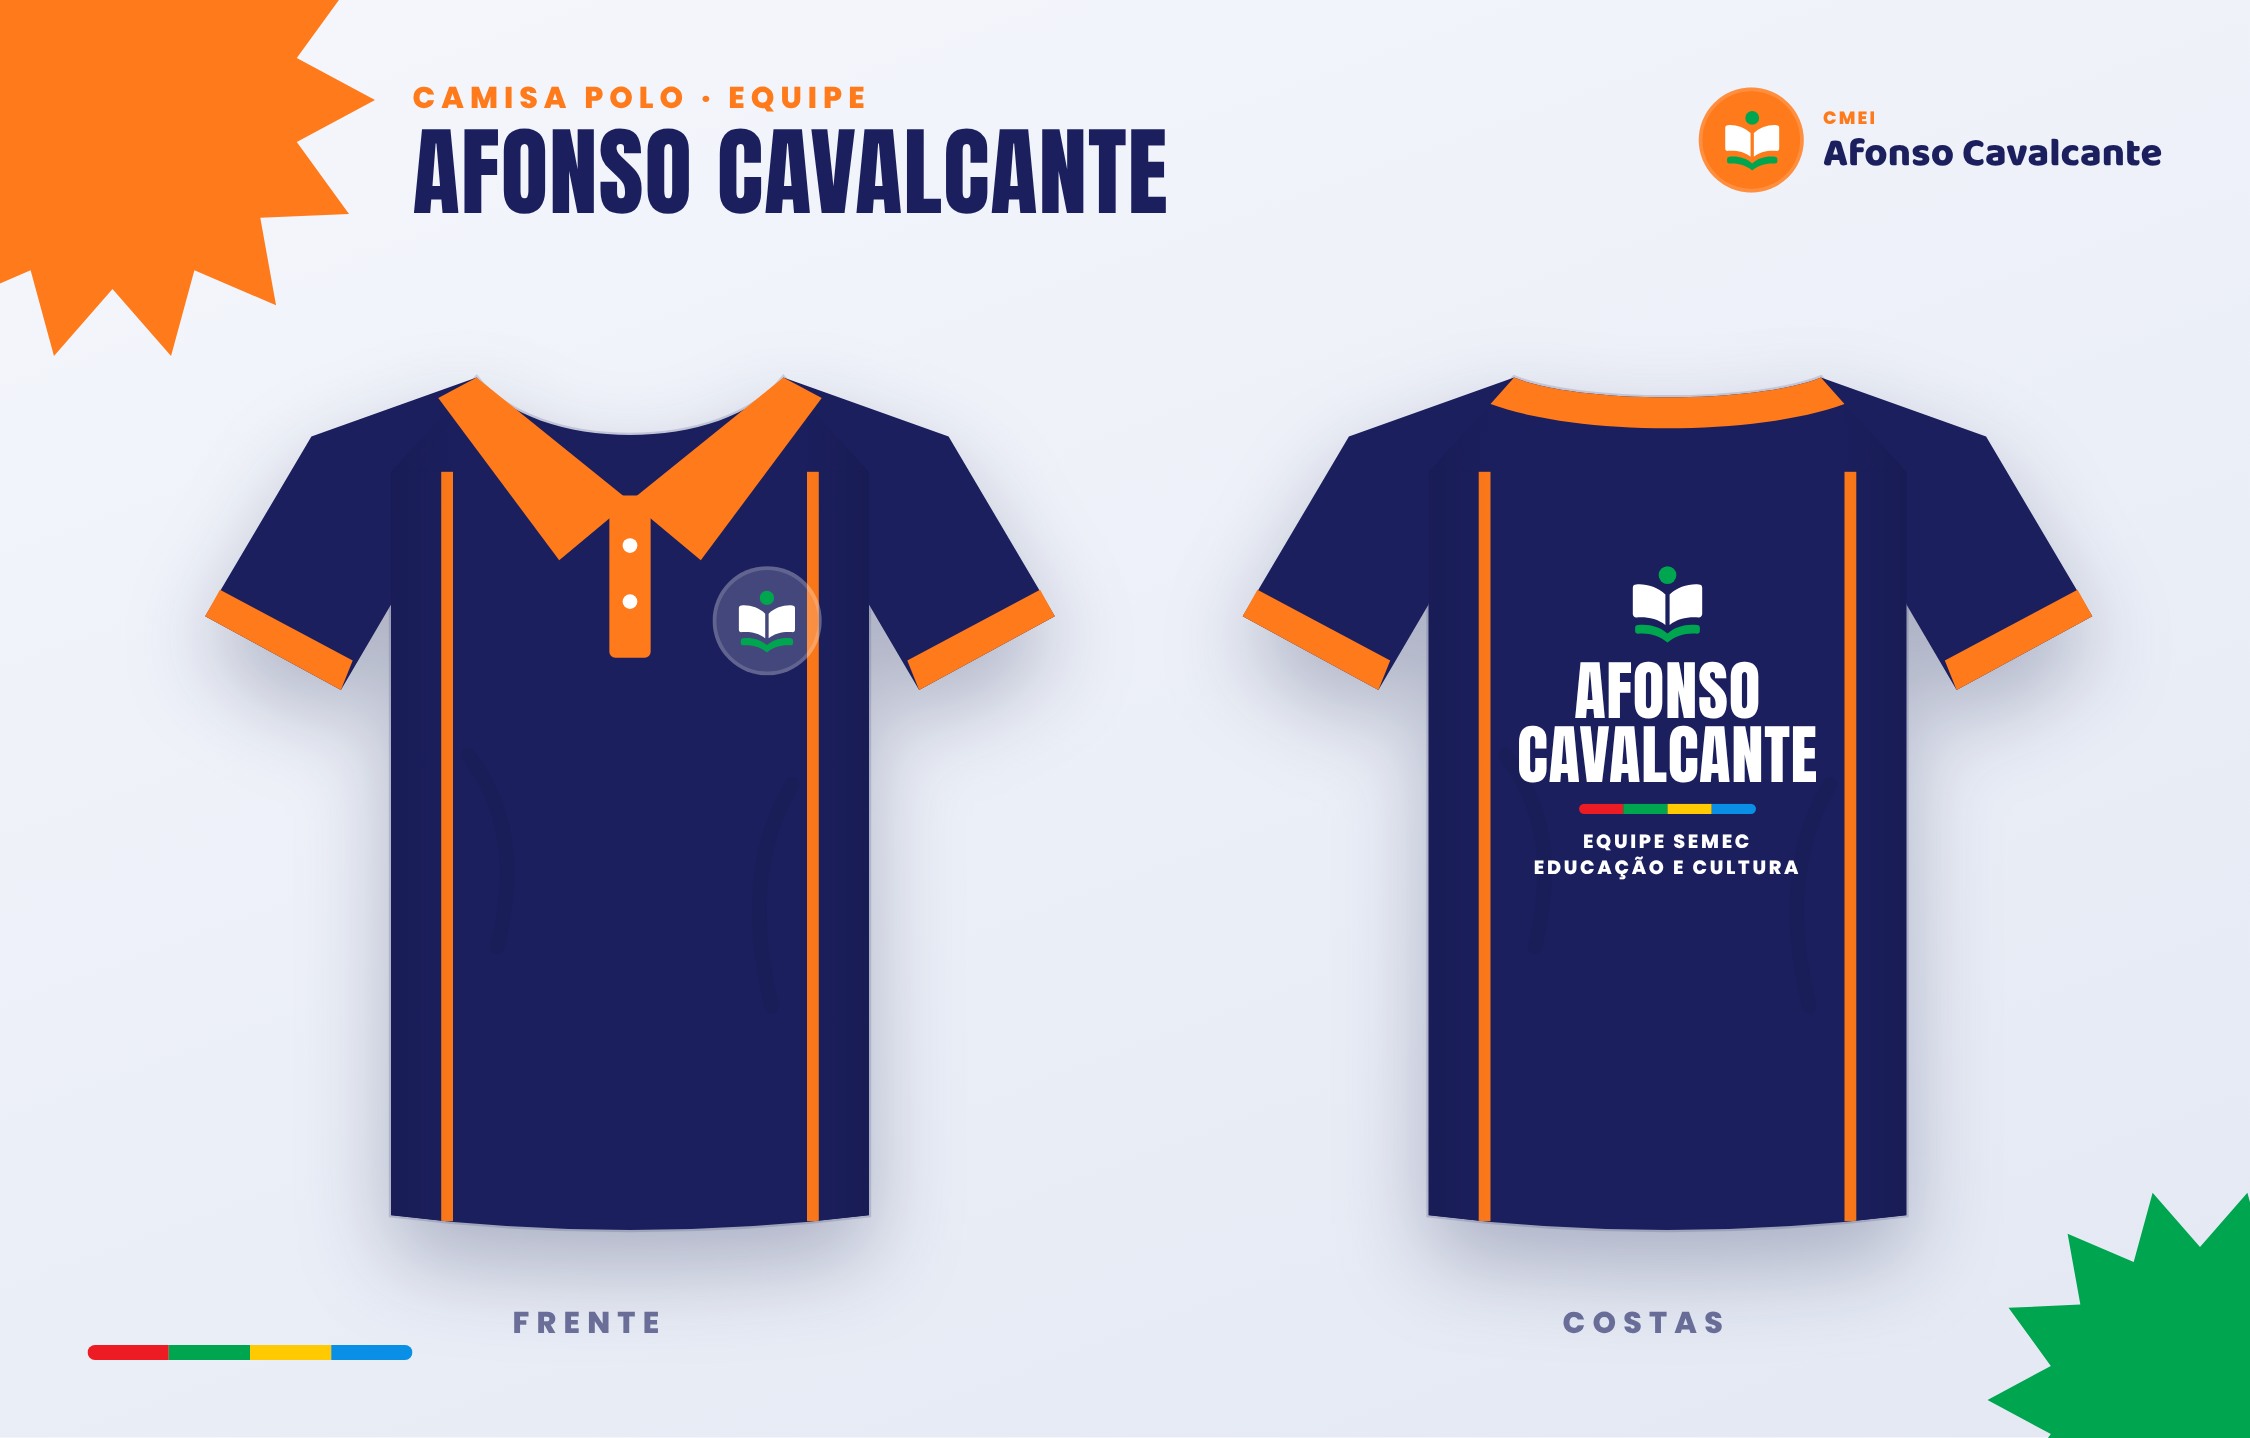 CAMISA POLO · EQUIPE
AFONSO CAVALCANTE
CMEI
Afonso Cavalcante
AFONSO
CAVALCANTE
EQUIPE SEMEC
EDUCAÇÃO E CULTURA
FRENTE
COSTAS